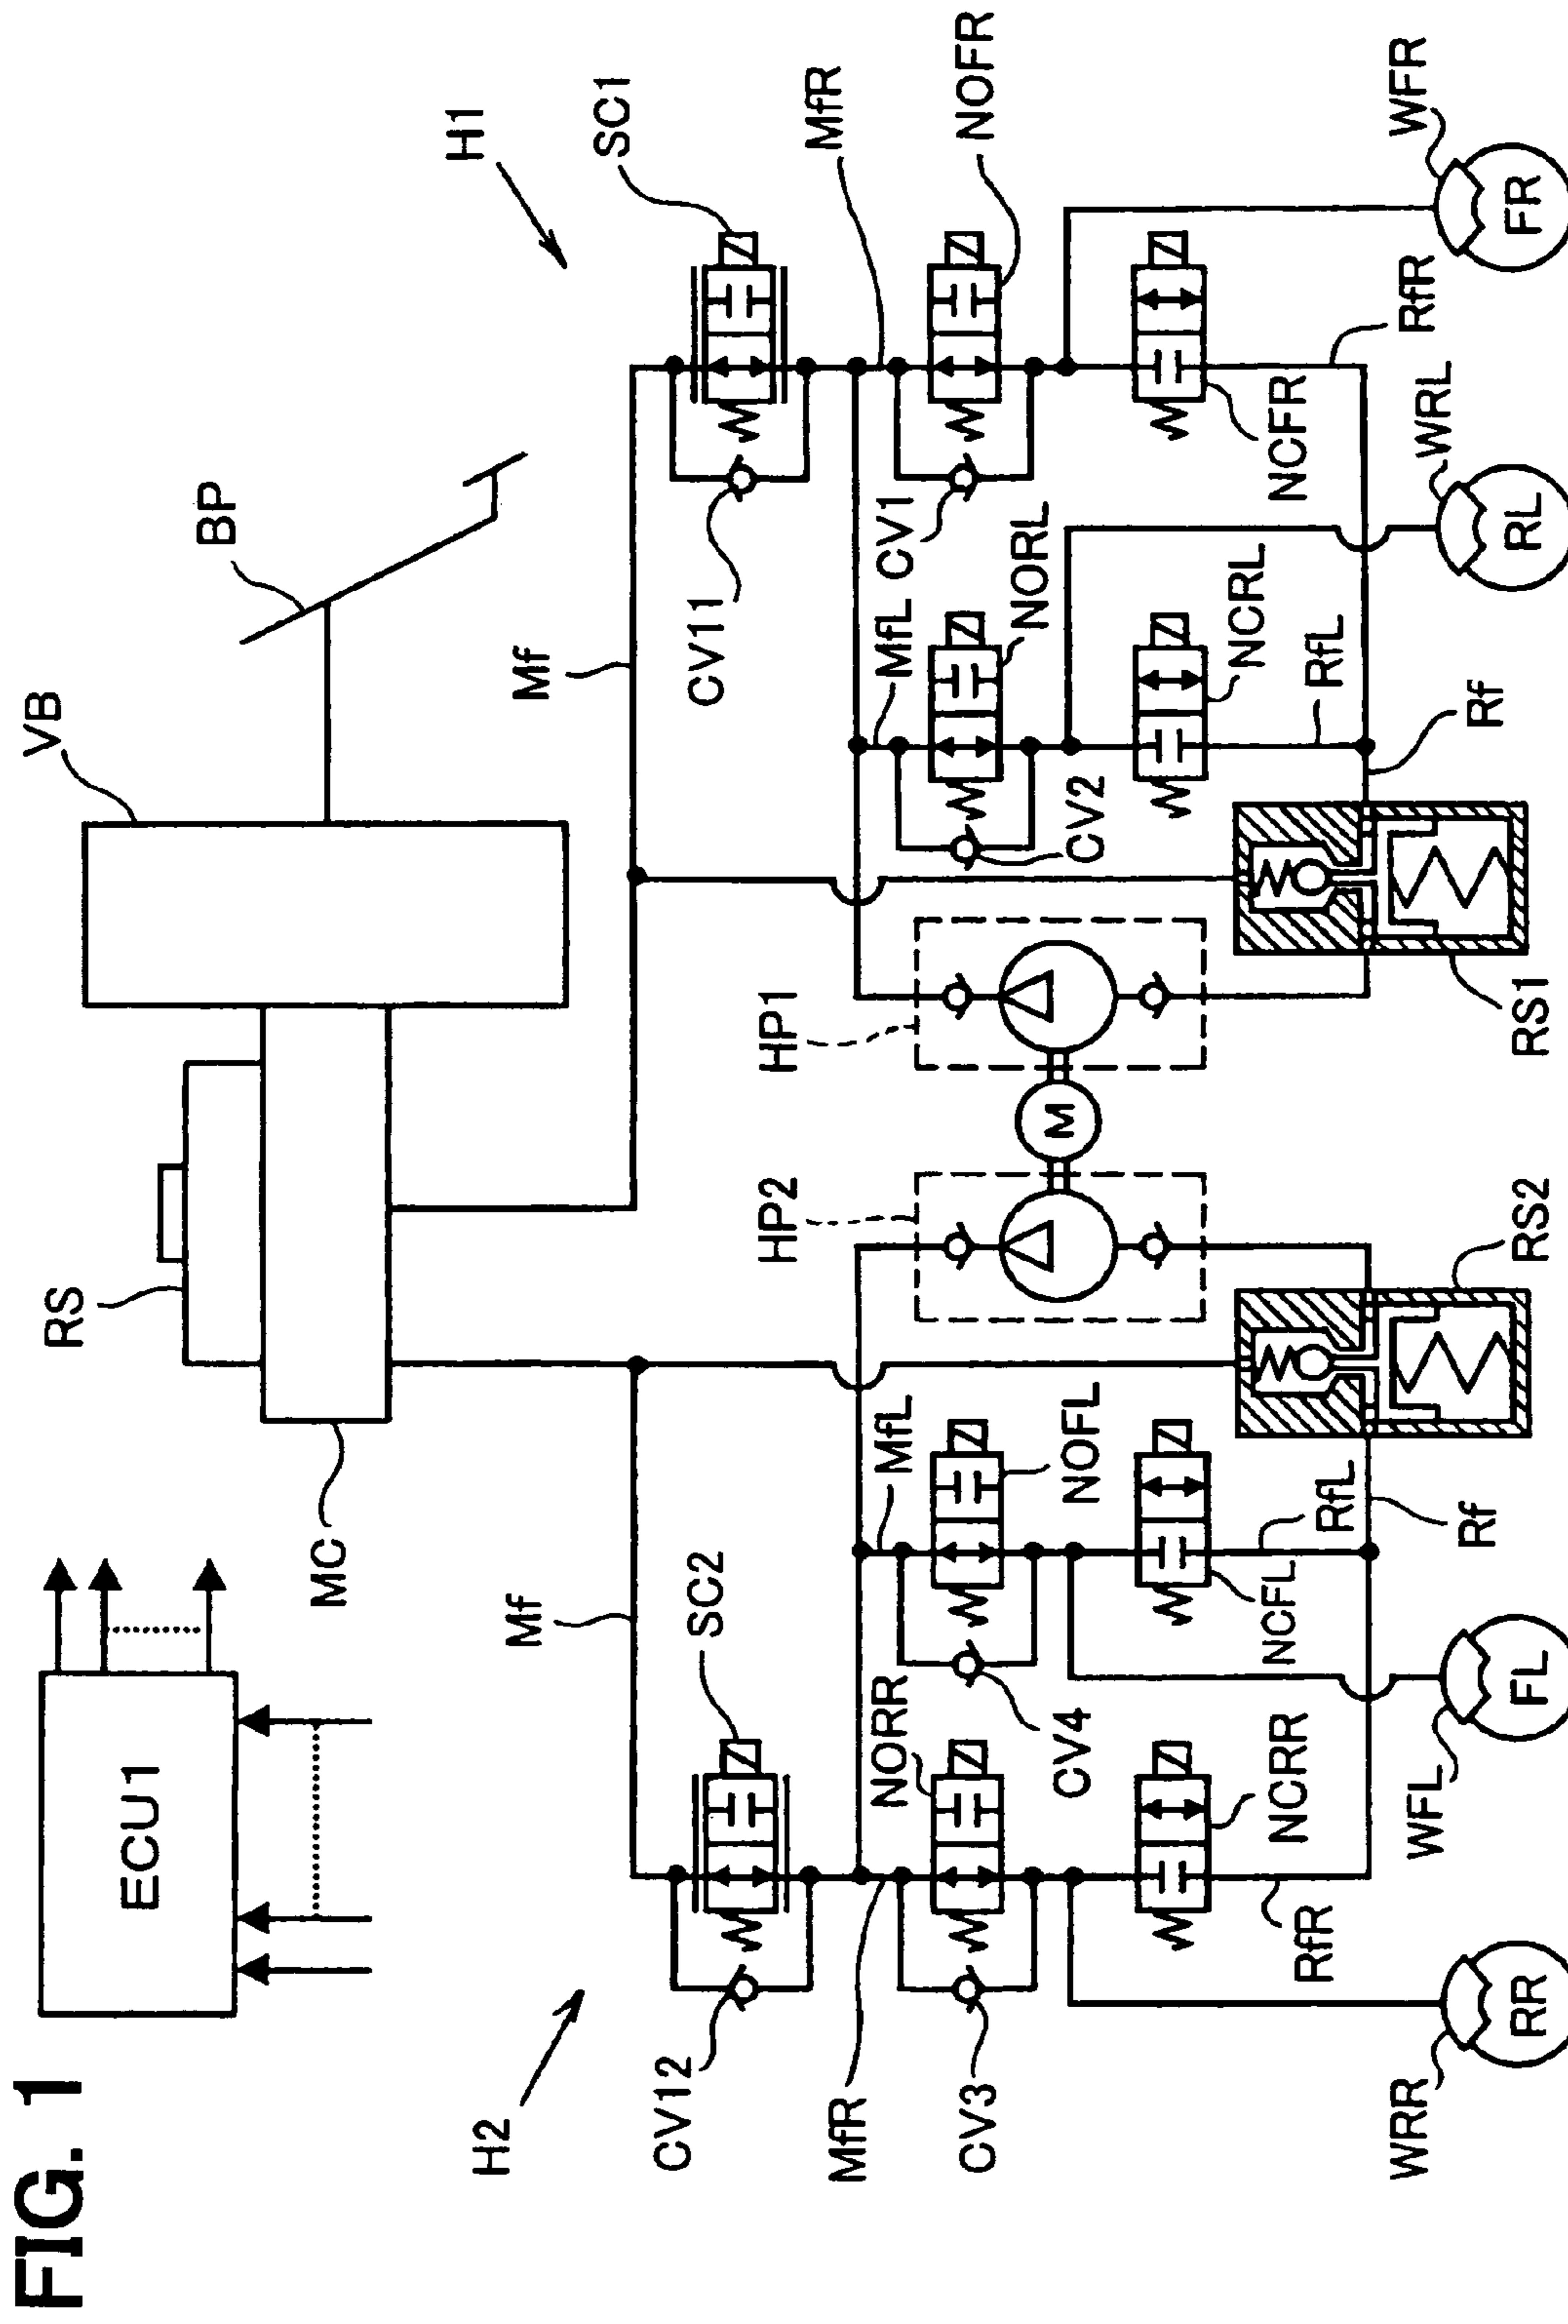 FIG. 1
ECU1
RS
MC
VB
BP
H2
H1
Mf
Mf
SC2
SC1
CV12
CV11
MfR
MfL
MfL
MfR
NORR
NOFL
NORL
NOFR
CV3
CV4
CV2
CV1
HP2
HP1
M
NCRR
NCFL
NCRL
NCFR
RfR
RfL
RfL
RfR
Rf
Rf
RS2
RS1
WRR
WFL
WRL
WFR
RR
FL
RL
FR